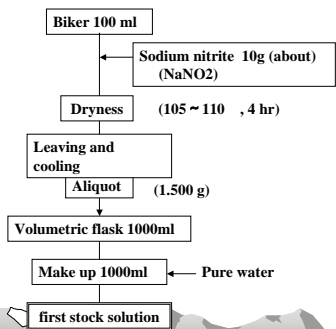 Biker 100 ml
Sodium nitrite 10g (about)
(NaNO2)
Dryness (105~110 , 4 hr)
Leaving and
cooling
Aliquot (1.500 g)
Volumetric flask 1000ml
Make up 1000ml Pure water
first stock solution